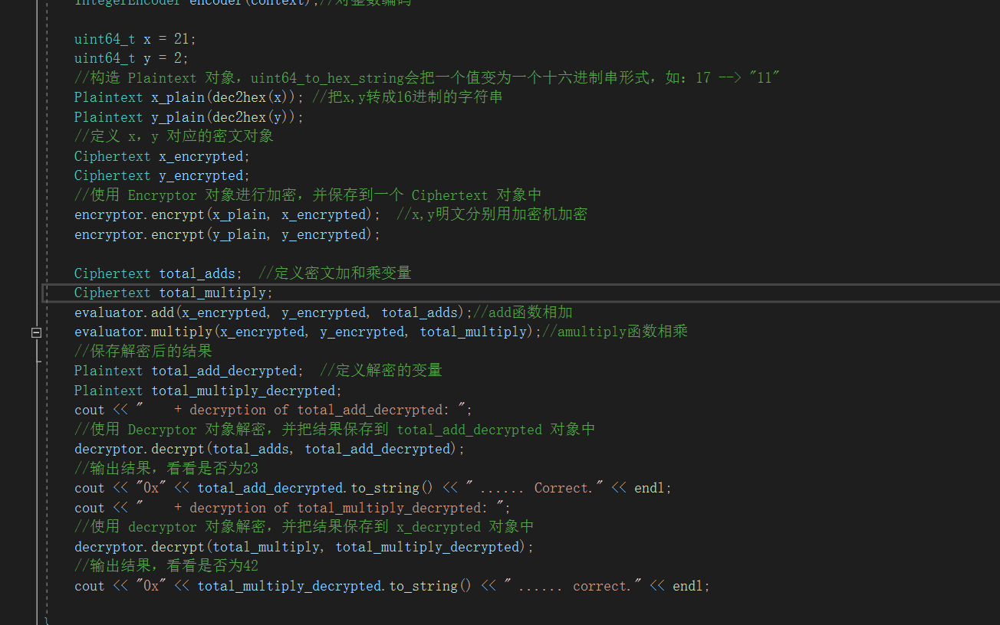 IntegerEncoder encoder(context);//对整数编码
uint64_t x = 21;
uint64_t y = 2;
//构造 Plaintext 对象，uint64_to_hex_string会把一个值变为一个十六进制串形式，如：17 --> "11"
Plaintext x_plain(dec2hex(x)); //把x,y转成16进制的字符串
Plaintext y_plain(dec2hex(y));
//定义 x，y 对应的密文对象
Ciphertext x_encrypted;
Ciphertext y_encrypted;
//使用 Encryptor 对象进行加密，并保存到一个 Ciphertext 对象中
encryptor.encrypt(x_plain, x_encrypted);  //x,y明文分别用加密机加密
encryptor.encrypt(y_plain, y_encrypted);
Ciphertext total_adds;  //定义密文加和乘变量
Ciphertext total_multiply;
evaluator.add(x_encrypted, y_encrypted, total_adds);//add函数相加
evaluator.multiply(x_encrypted, y_encrypted, total_multiply);//amultiply函数相乘
//保存解密后的结果
Plaintext total_add_decrypted;  //定义解密的变量
Plaintext total_multiply_decrypted;
cout << "    + decryption of total_add_decrypted: ";
//使用 Decryptor 对象解密，并把结果保存到 total_add_decrypted 对象中
decryptor.decrypt(total_adds, total_add_decrypted);
//输出结果，看看是否为23
cout << "0x" << total_add_decrypted.to_string() << " ...... Correct." << endl;
cout << "    + decryption of total_multiply_decrypted: ";
//使用 decryptor 对象解密，并把结果保存到 x_decrypted 对象中
decryptor.decrypt(total_multiply, total_multiply_decrypted);
//输出结果，看看是否为42
cout << "0x" << total_multiply_decrypted.to_string() << " ...... correct." << endl;
}